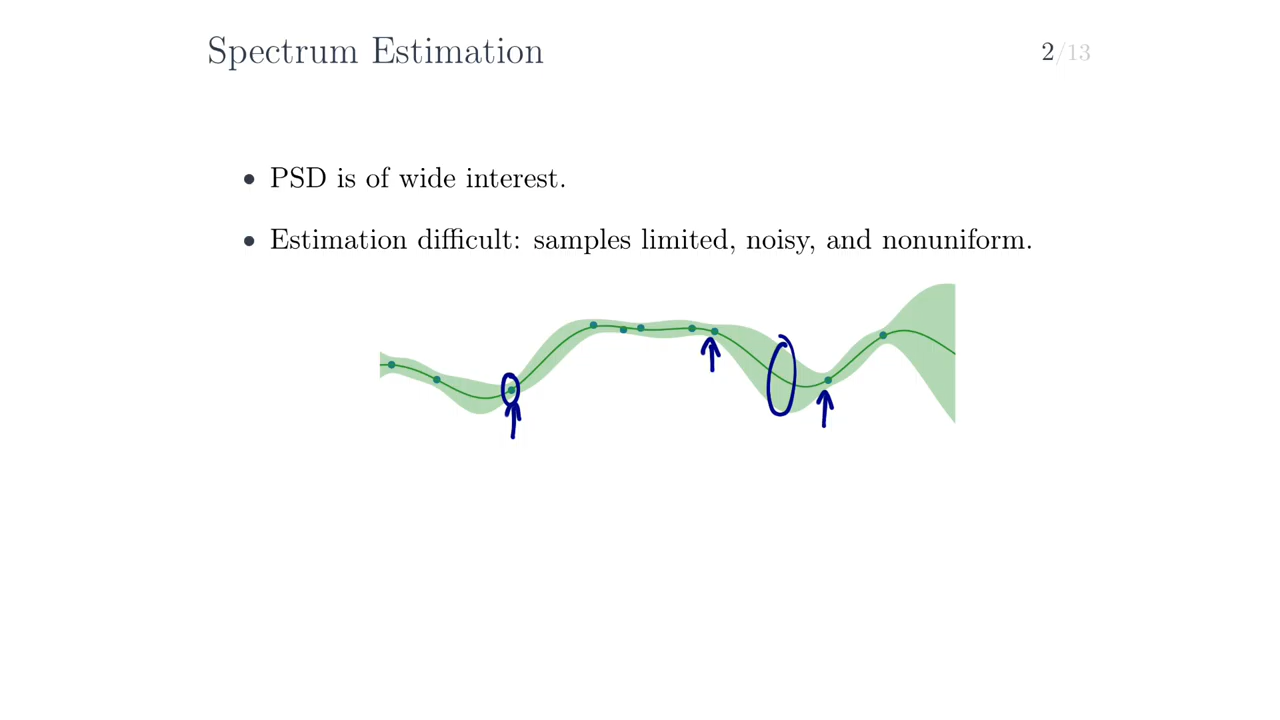 Spectrum Estimation
2/13
• PSD is of wide interest.
• Estimation difficult: samples limited, noisy, and nonuniform.